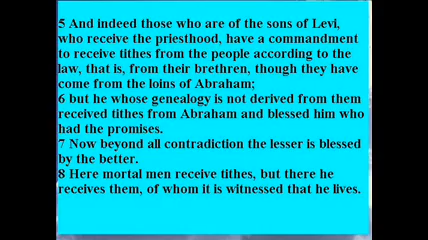 5 And indeed those who are of the sons of Levi,
who receive the priesthood, have a commandment
to receive tithes from the people according to the
law, that is, from their brethren, though they have
come from the loins of Abraham;
6 but he whose genealogy is not derived from them
received tithes from Abraham and blessed him who
had the promises.
7 Now beyond all contradiction the lesser is blessed
by the better.
8 Here mortal men receive tithes, but there he
receives them, of whom it is witnessed that he lives.